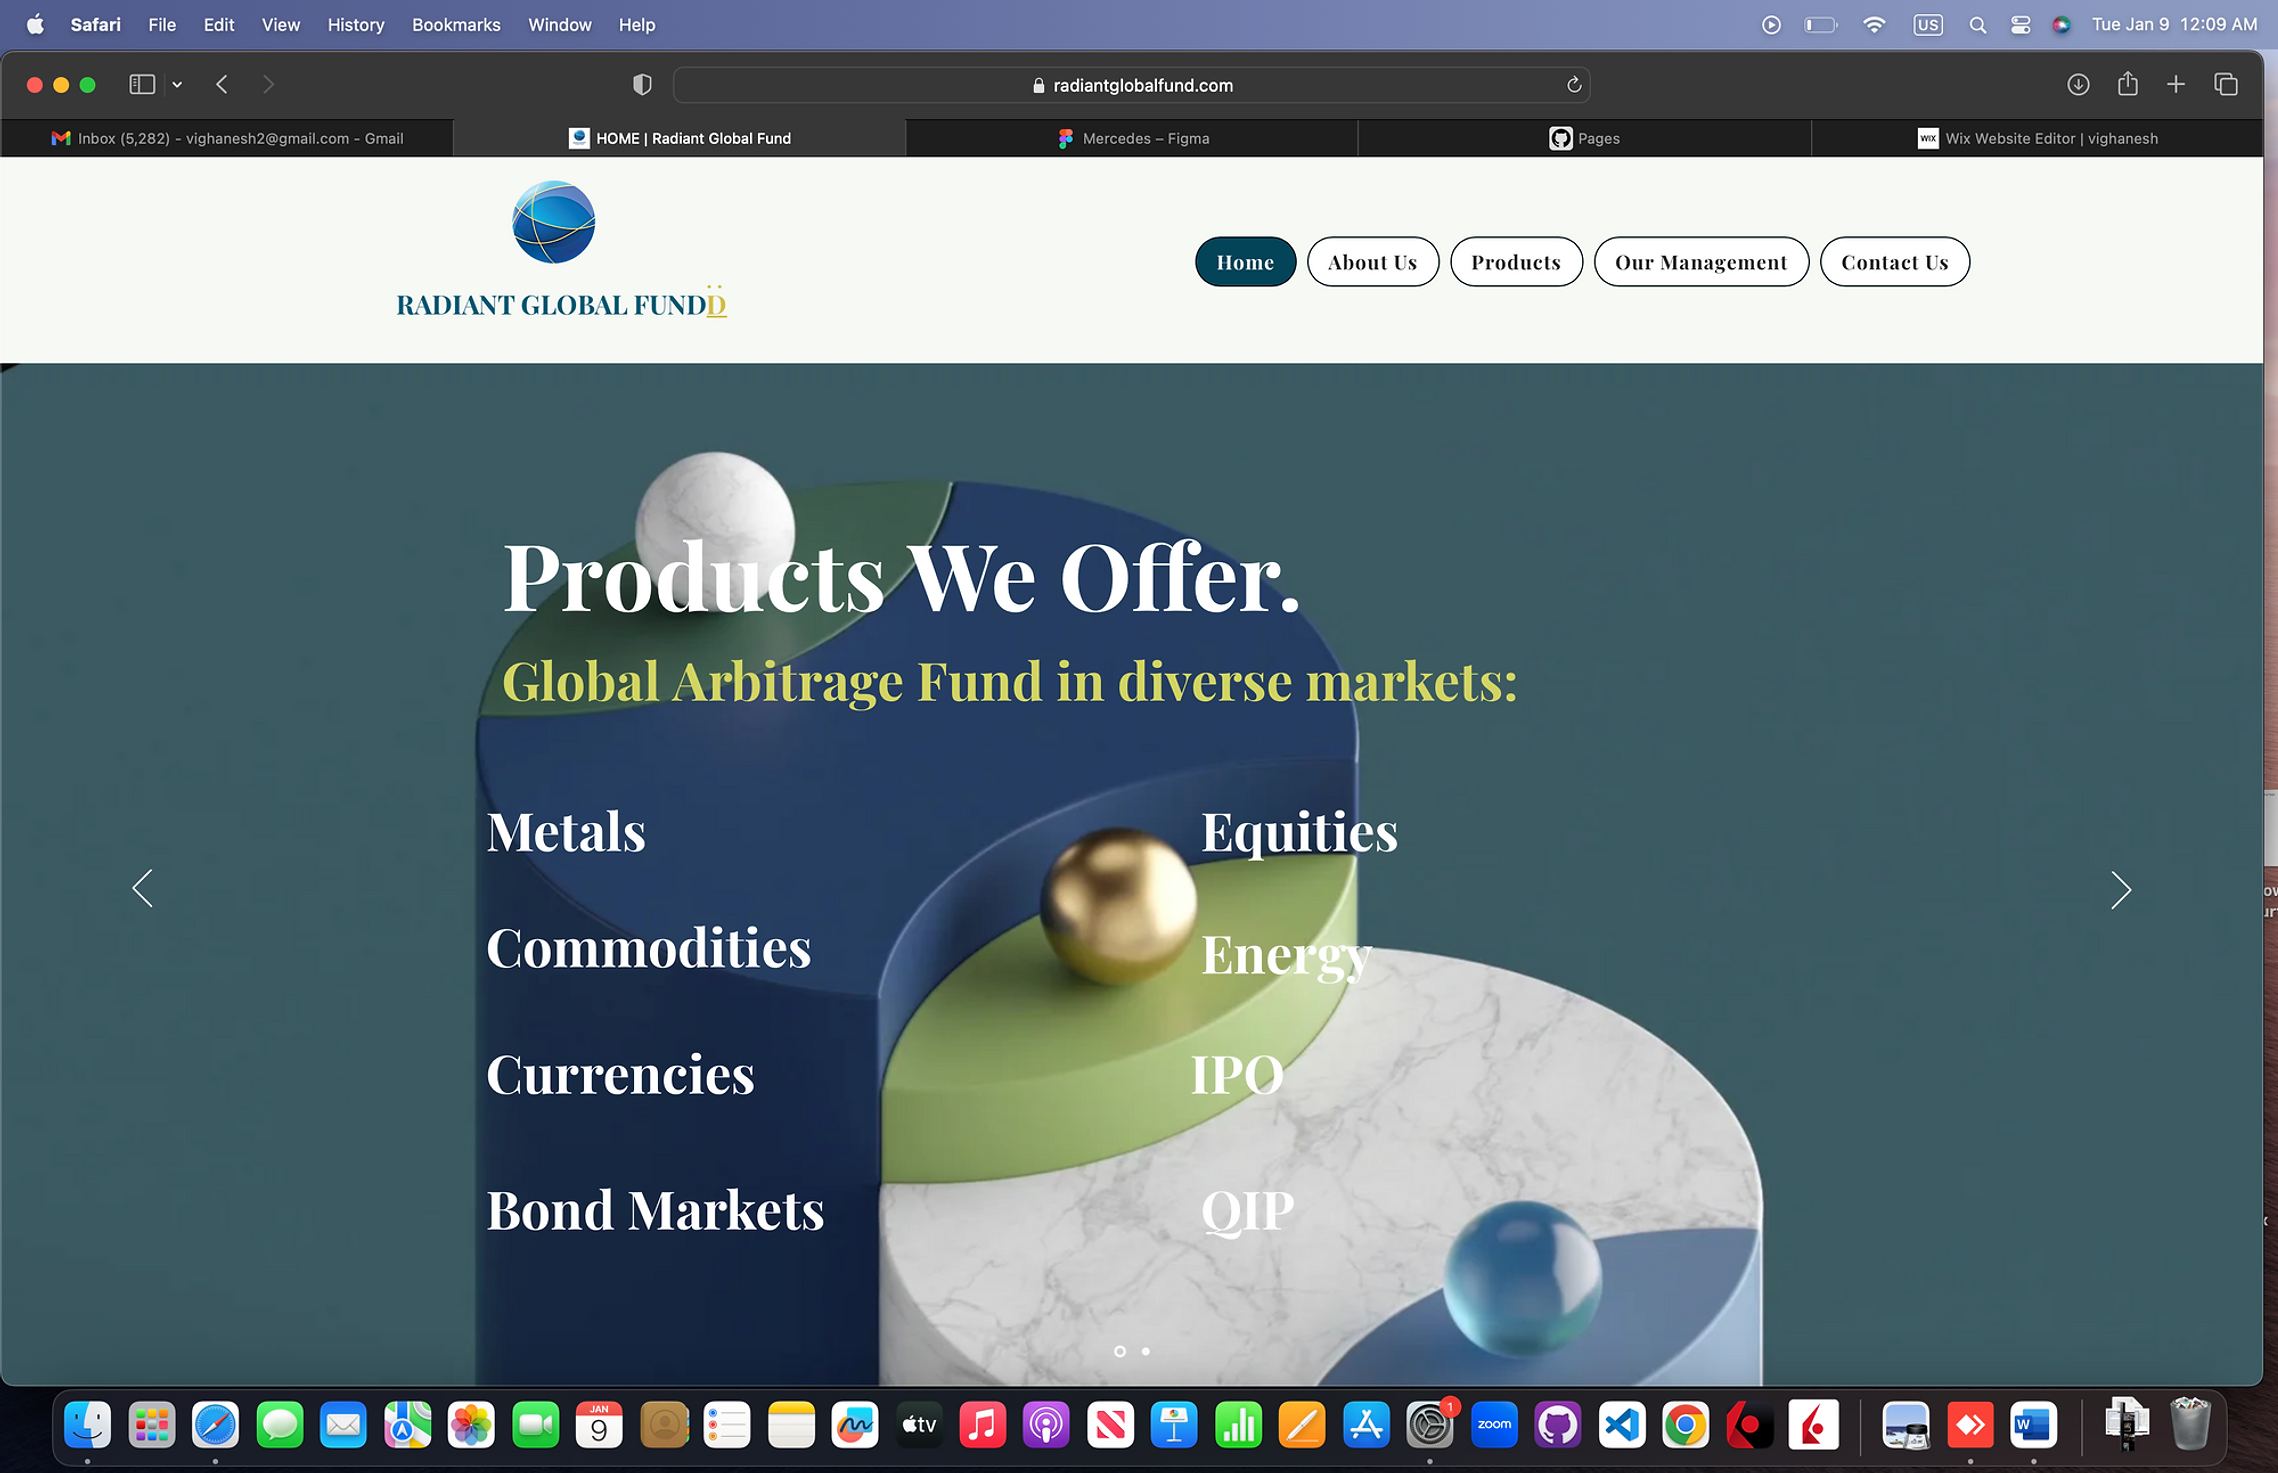 Safari File Edit View History Bookmarks Window Help US Tue Jan 9 12:09 AM
radiantglobalfund.com
Inbox (5,282) - vighanesh2@gmail.com - Gmail HOME | Radiant Global Fund Mercedes – Figma Pages WIX Wix Website Editor | vighanesh
Home About Us Products Our Management Contact Us
RADIANT GLOBAL FUNDD̈
Products We Offer.
Global Arbitrage Fund in diverse markets:
Metals Equities
Commodities Energy
Currencies IPO
Bond Markets QIP
JAN
9
tv
1
zoom
W